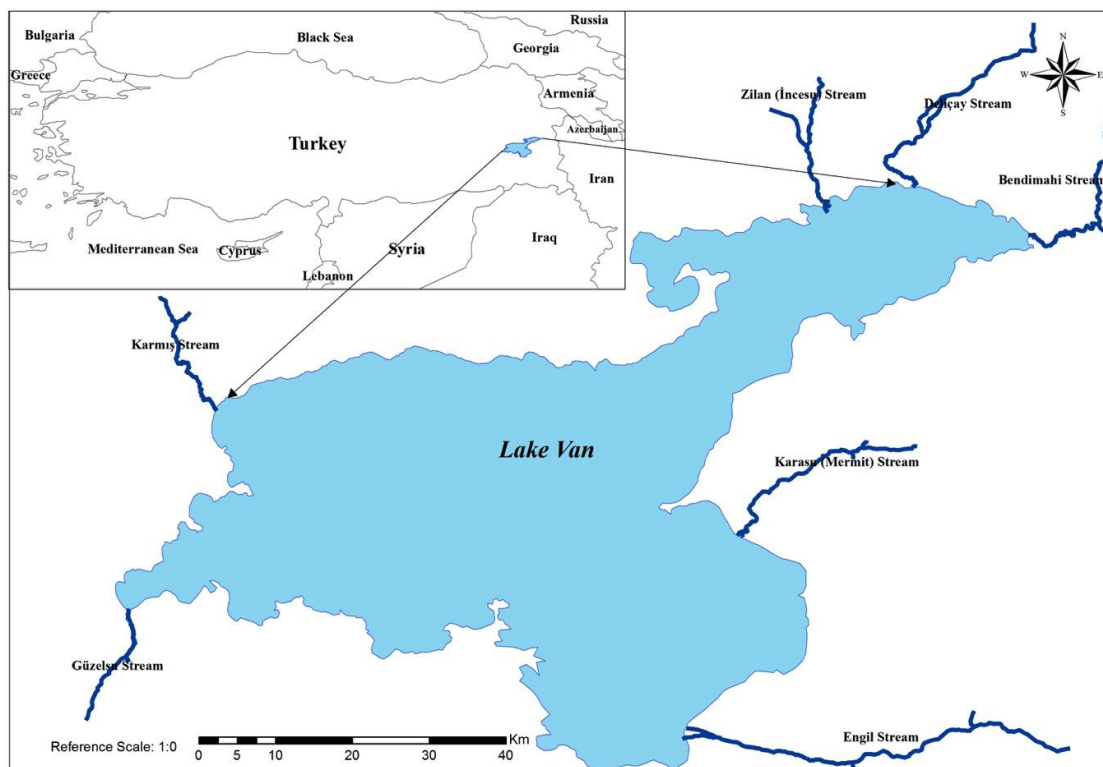 Bulgaria
Black Sea
Russia
Georgia
Greece
Armenia
Azerbaijan
Turkey
Iran
Mediterranean Sea
Cyprus
Syria
Iraq
Lebanon
N
W
E
S
Zilan (İncesu) Stream
Deliçay Stream
Bendimahi Stream
Karmış Stream
Lake Van
Karasu (Mermit) Stream
Güzelsu Stream
Engil Stream
Reference Scale: 1:0
Km
0 5 10 20 30 40